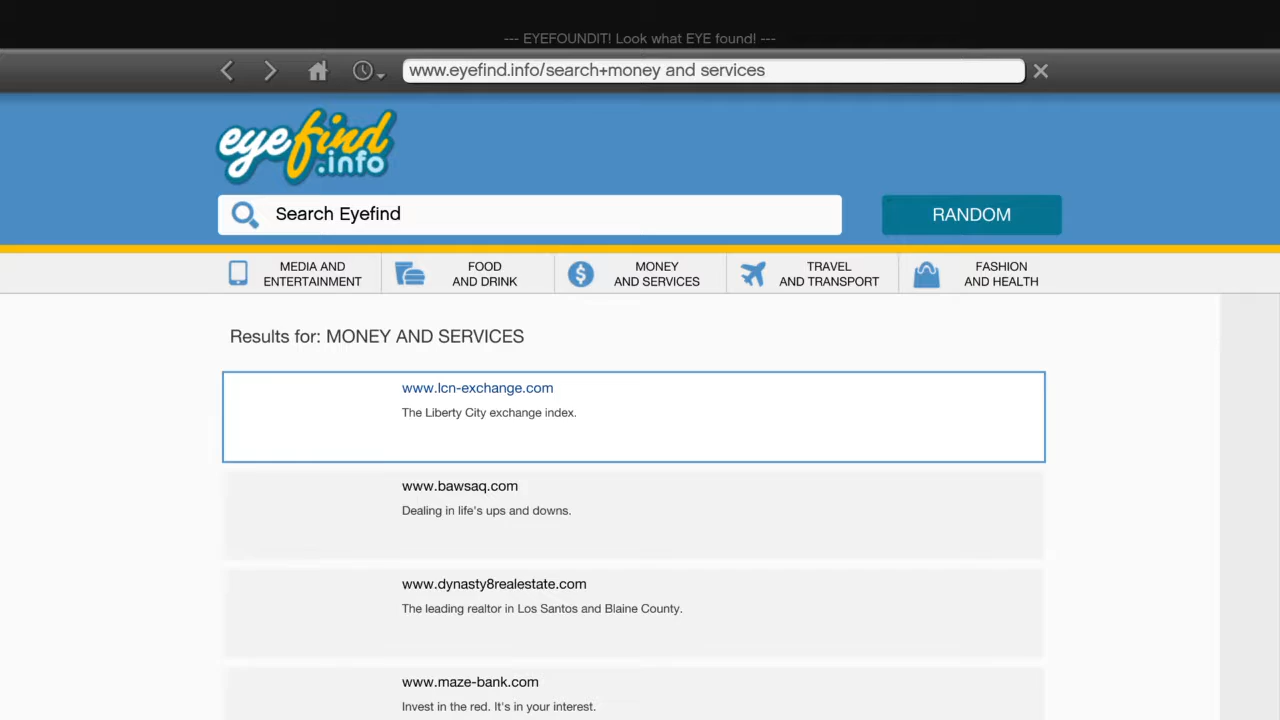 --- EYEFOUNDIT! Look what EYE found! ---
www.eyefind.info/search+money and services
eyefind
.info
Search Eyefind
RANDOM
MEDIA AND
ENTERTAINMENT
FOOD
AND DRINK
MONEY
AND SERVICES
TRAVEL
AND TRANSPORT
FASHION
AND HEALTH
Results for: MONEY AND SERVICES
www.lcn-exchange.com
The Liberty City exchange index.
www.bawsaq.com
Dealing in life's ups and downs.
www.dynasty8realestate.com
The leading realtor in Los Santos and Blaine County.
www.maze-bank.com
Invest in the red. It's in your interest.